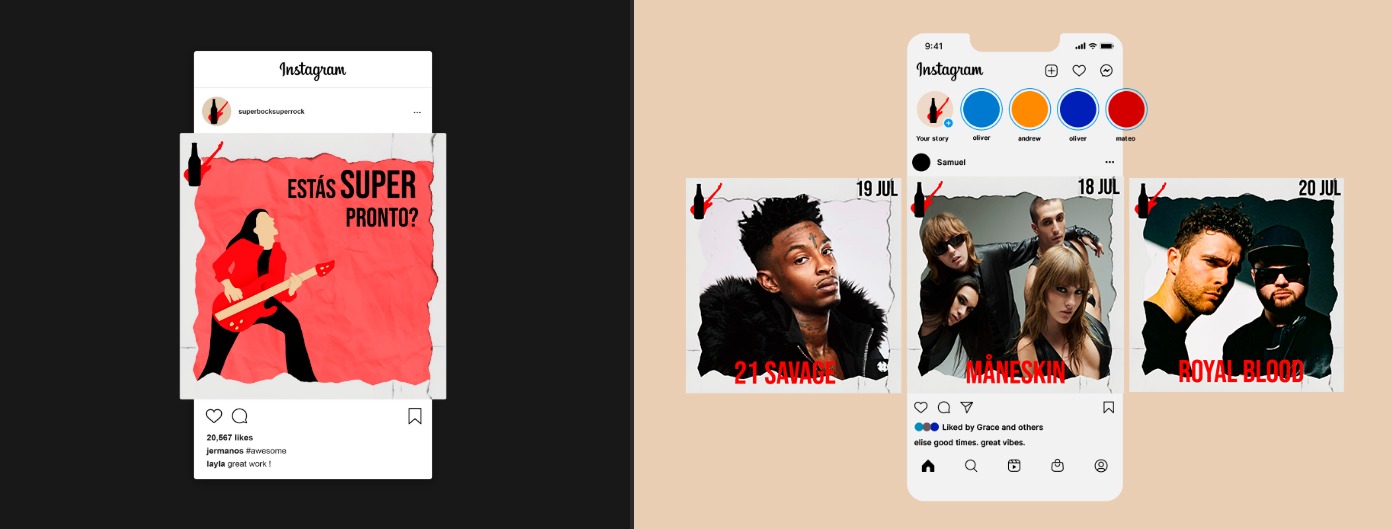 Instagram
superbocksuperrock
ESTÁS SUPER
PRONTO?
20,567 likes
jermanos #awesome
layla great work !
9:41
Instagram
Your story
oliver
andrew
oliver
mateo
Samuel
19 JUL
21 SAVAGE
18 JUL
MÅNESKIN
20 JUL
ROYAL BLOOD
Liked by Grace and others
elise good times. great vibes.